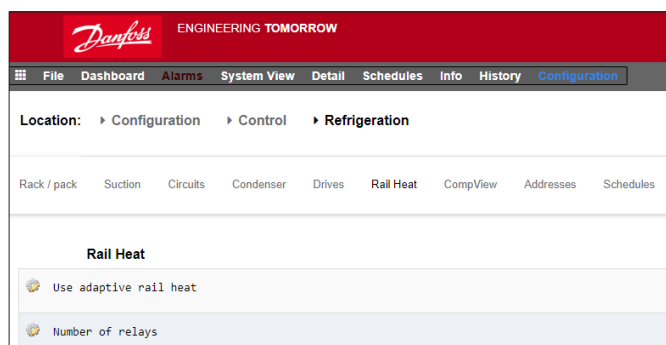 Danfoss ENGINEERING TOMORROW
File Dashboard Alarms System View Detail Schedules Info History Configuration
Location: Configuration Control Refrigeration
Rack / pack Suction Circuits Condenser Drives Rail Heat CompView Addresses Schedules
Rail Heat
Use adaptive rail heat
Number of relays